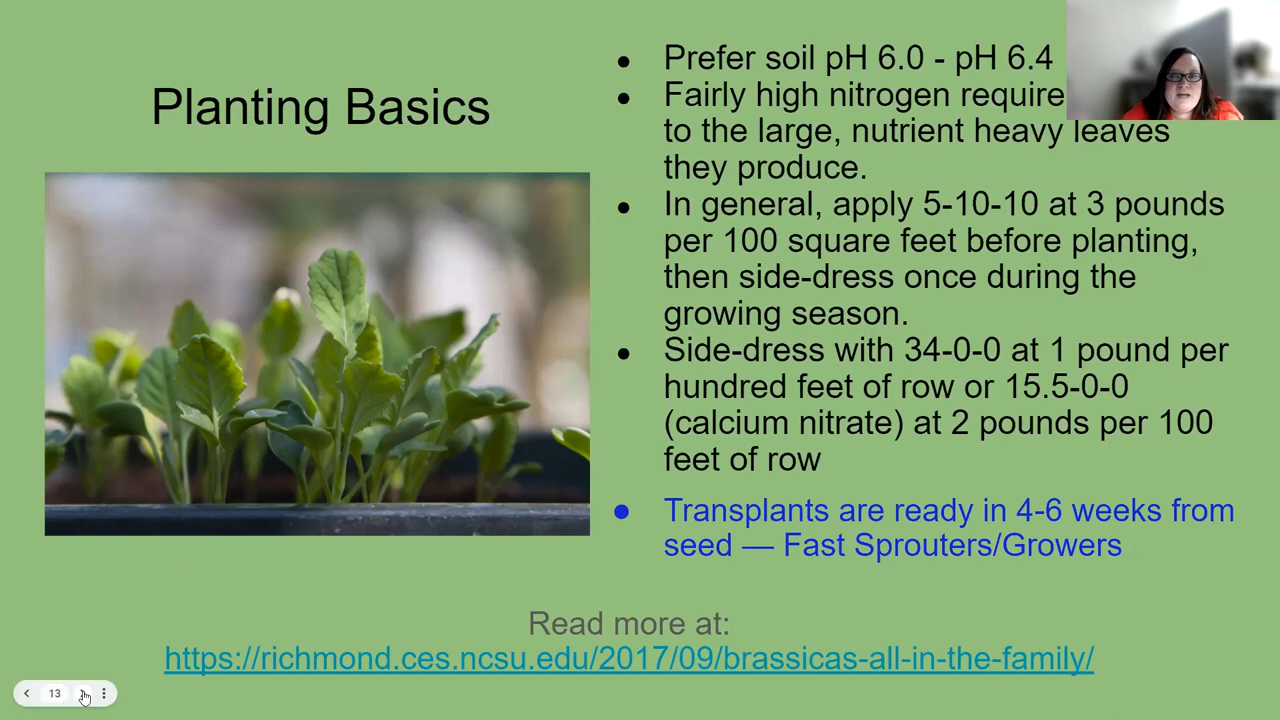 Planting Basics
Prefer soil pH 6.0 - pH 6.4
Fairly high nitrogen require
to the large, nutrient heavy leaves
they produce.
In general, apply 5-10-10 at 3 pounds
per 100 square feet before planting,
then side-dress once during the
growing season.
Side-dress with 34-0-0 at 1 pound per
hundred feet of row or 15.5-0-0
(calcium nitrate) at 2 pounds per 100
feet of row
Transplants are ready in 4-6 weeks from
seed — Fast Sprouters/Growers
Read more at:
https://richmond.ces.ncsu.edu/2017/09/brassicas-all-in-the-family/
13